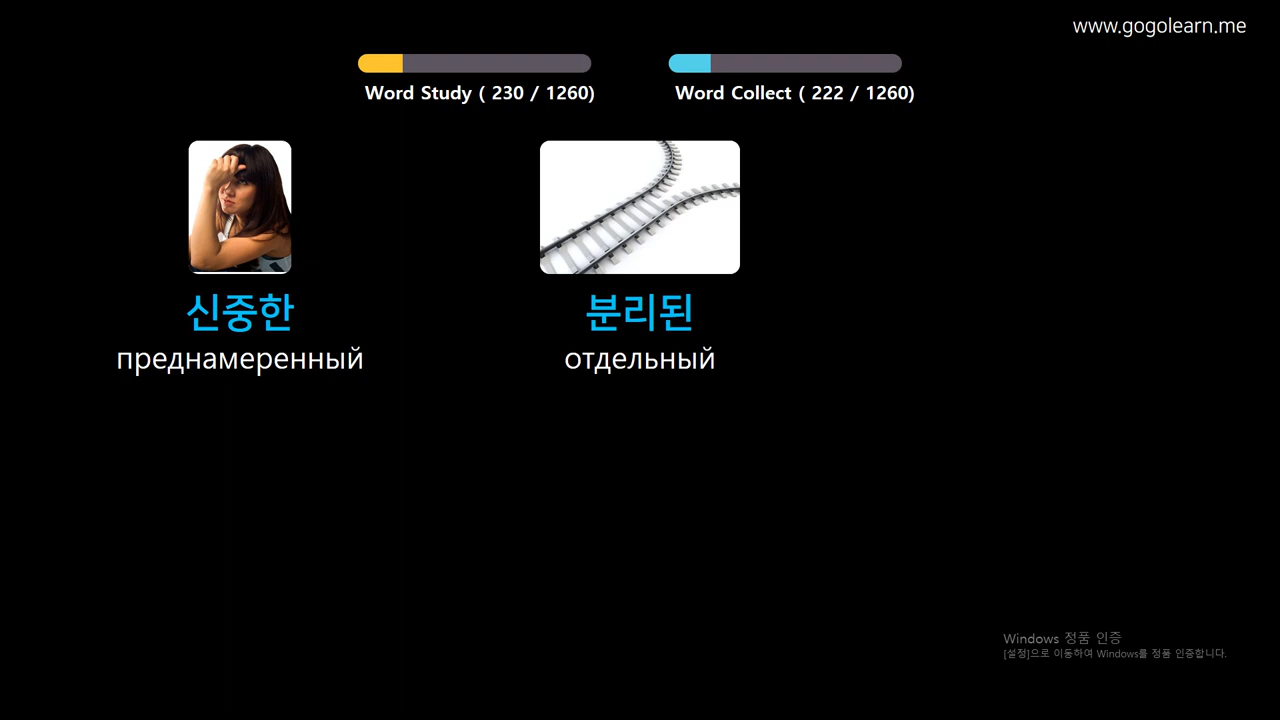 www.gogolearn.me
Word Study ( 230 / 1260)
Word Collect ( 222 / 1260)
신중한
преднамеренный
분리된
отдельный
Windows 정품 인증
[설정]으로 이동하여 Windows를 정품 인증합니다.